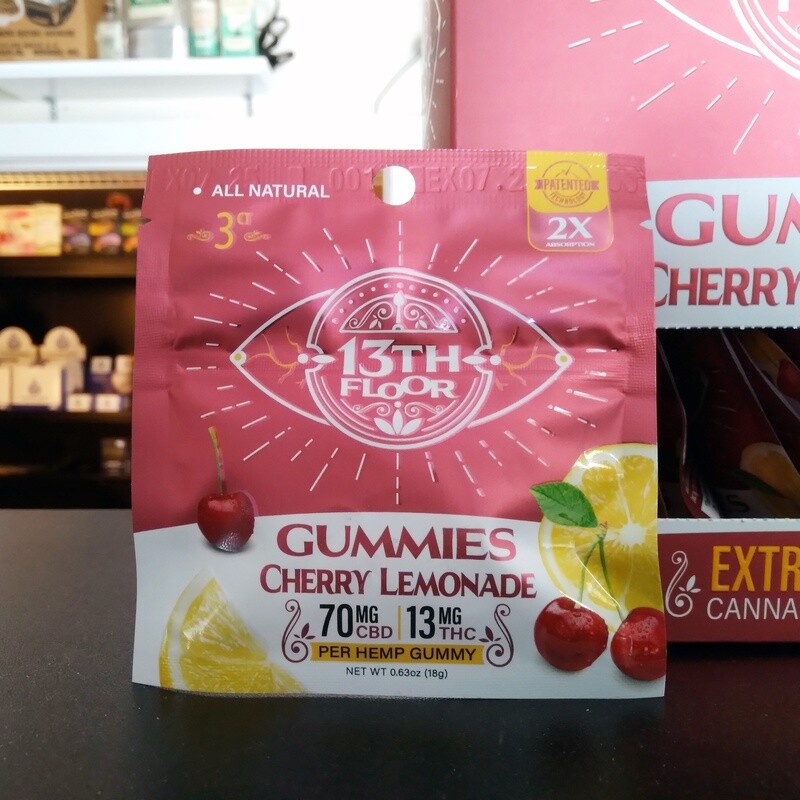 ALL NATURAL
3ct
PATENTED
TECHNOLOGY
2X
ABSORPTION
13TH
FLOOR
GUMMIES
CHERRY LEMONADE
70MG CBD | 13MG THC
PER HEMP GUMMY
NET WT 0.63oz (18g)
GUM
CHERRY
EXTR
CANNA